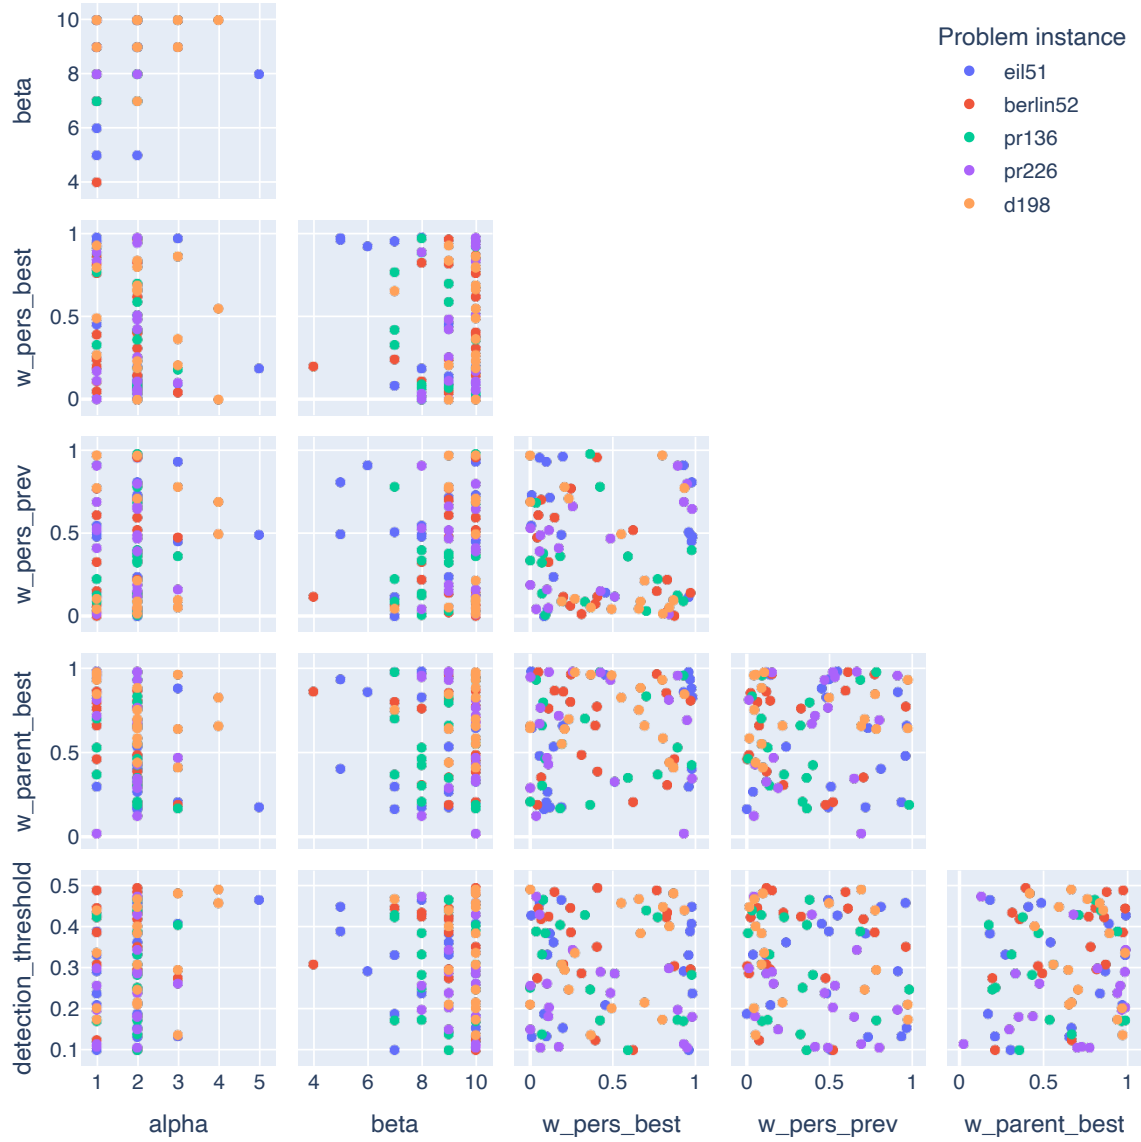 10
8
6
4
beta
Problem instance
eil51
berlin52
pr136
pr226
d198
1
0.5
0
w_pers_best
1
0.5
0
w_pers_prev
1
0.5
0
w_parent_best
0.5
0.4
0.3
0.2
0.1
detection_threshold
1 2 3 4 5 4 6 8 10 0 0.5 1 0 0.5 1 0 0.5 1
alpha beta w_pers_best w_pers_prev w_parent_best